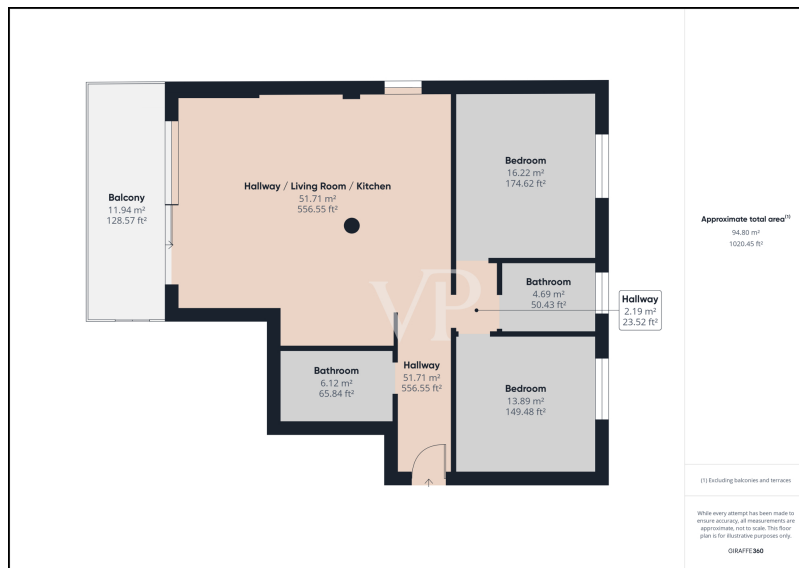 Balcony
11.94 m²
128.57 ft²
Hallway / Living Room / Kitchen
51.71 m²
556.55 ft²
Bedroom
16.22 m²
174.62 ft²
Bathroom
4.69 m²
50.43 ft²
Hallway
2.19 m²
23.52 ft²
VP
Bathroom
6.12 m²
65.84 ft²
Hallway
51.71 m²
556.55 ft²
Bedroom
13.89 m²
149.48 ft²
Approximate total area⁽¹⁾
94.80 m²
1020.45 ft²
(1) Excluding balconies and terraces
While every attempt has been made to
ensure accuracy, all measurements are
approximate, not to scale. This floor
plan is for illustrative purposes only.
GIRAFFE360